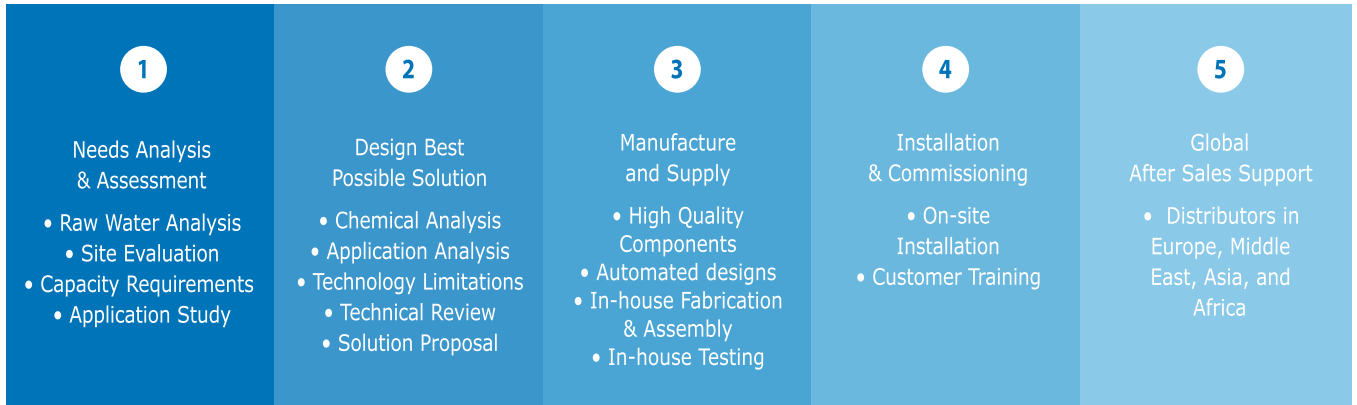 1
Needs Analysis
& Assessment
• Raw Water Analysis
• Site Evaluation
• Capacity Requirements
• Application Study
2
Design Best
Possible Solution
• Chemical Analysis
• Application Analysis
• Technology Limitations
• Technical Review
• Solution Proposal
3
Manufacture
and Supply
• High Quality
Components
• Automated designs
• In-house Fabrication
& Assembly
• In-house Testing
4
Installation
& Commissioning
• On-site
Installation
• Customer Training
5
Global
After Sales Support
• Distributors in
Europe, Middle
East, Asia, and
Africa